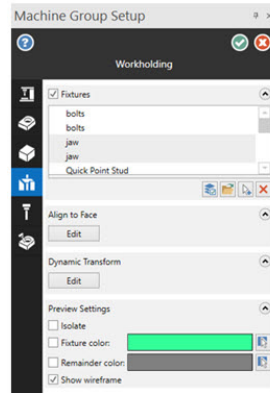 Machine Group Setup
Workholding
Fixtures
bolts
bolts
jaw
jaw
Quick Point Stud
Align to Face
Edit
Dynamic Transform
Edit
Preview Settings
Isolate
Fixture color:
Remainder color:
Show wireframe